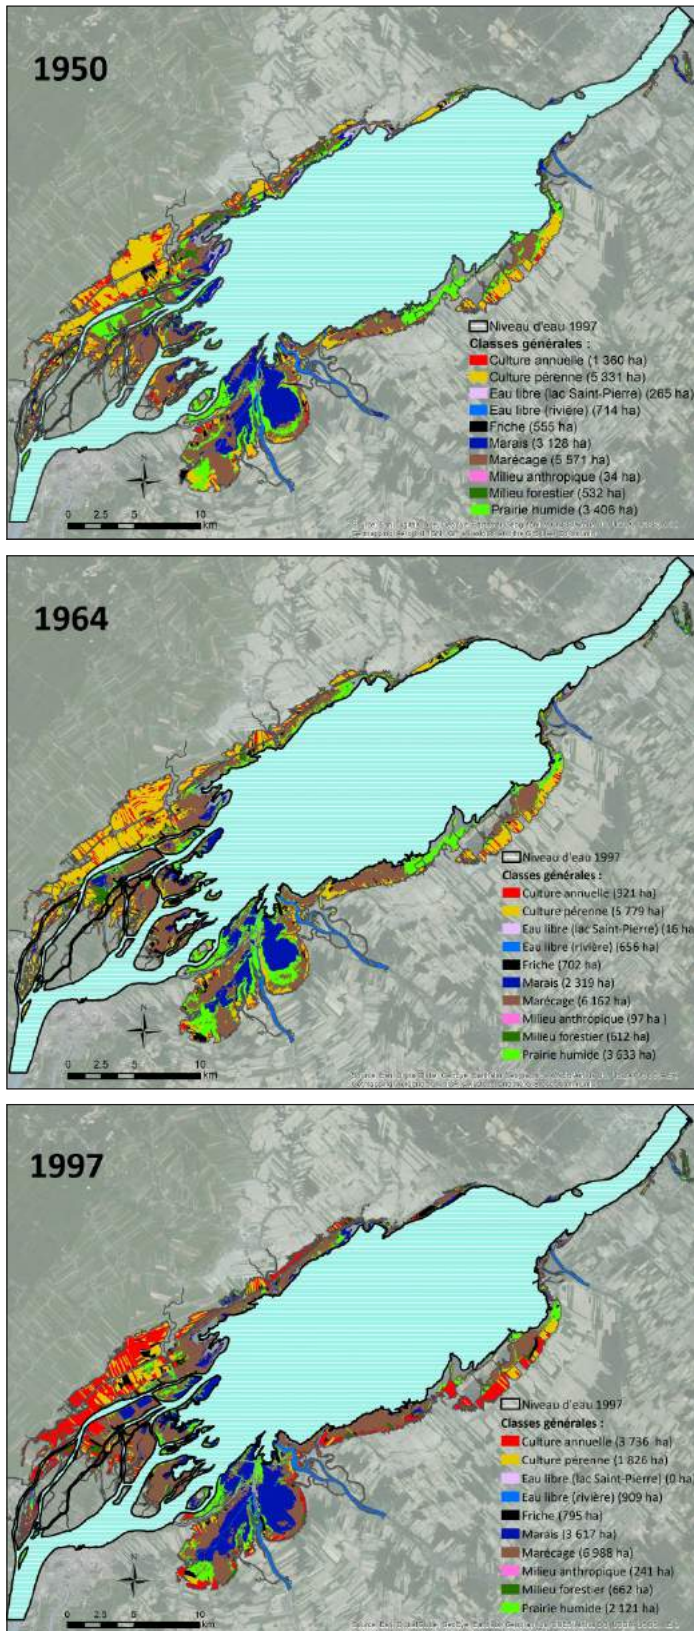 1950
Niveau d'eau 1997
Classes générales :
Culture annuelle (1 360 ha)
Culture pérenne (5 331 ha)
Eau libre (lac Saint-Pierre) (265 ha)
Eau libre (rivière) (714 ha)
Friche (555 ha)
Marais (3 128 ha)
Marécage (5 571 ha)
Milieu anthropique (34 ha)
Milieu forestier (532 ha)
Prairie humide (3 406 ha)
N
0 2.5 5 10
km
1964
Niveau d'eau 1997
Classes générales :
Culture annuelle (921 ha)
Culture pérenne (5 779 ha)
Eau libre (lac Saint-Pierre) (16 ha)
Eau libre (rivière) (656 ha)
Friche (702 ha)
Marais (2 319 ha)
Marécage (6 162 ha)
Milieu anthropique (97 ha )
Milieu forestier (612 ha)
Prairie humide (3 633 ha)
N
0 2.5 5 10
km
1997
Niveau d'eau 1997
Classes générales :
Culture annuelle (3 736 ha)
Culture pérenne (1 826 ha)
Eau libre (lac Saint-Pierre) (0 ha)
Eau libre (rivière) (909 ha)
Friche (795 ha)
Marais (3 617 ha)
Marécage (6 988 ha)
Milieu anthropique (241 ha)
Milieu forestier (662 ha)
Prairie humide (2 121 ha)
N
0 2.5 5 10
km